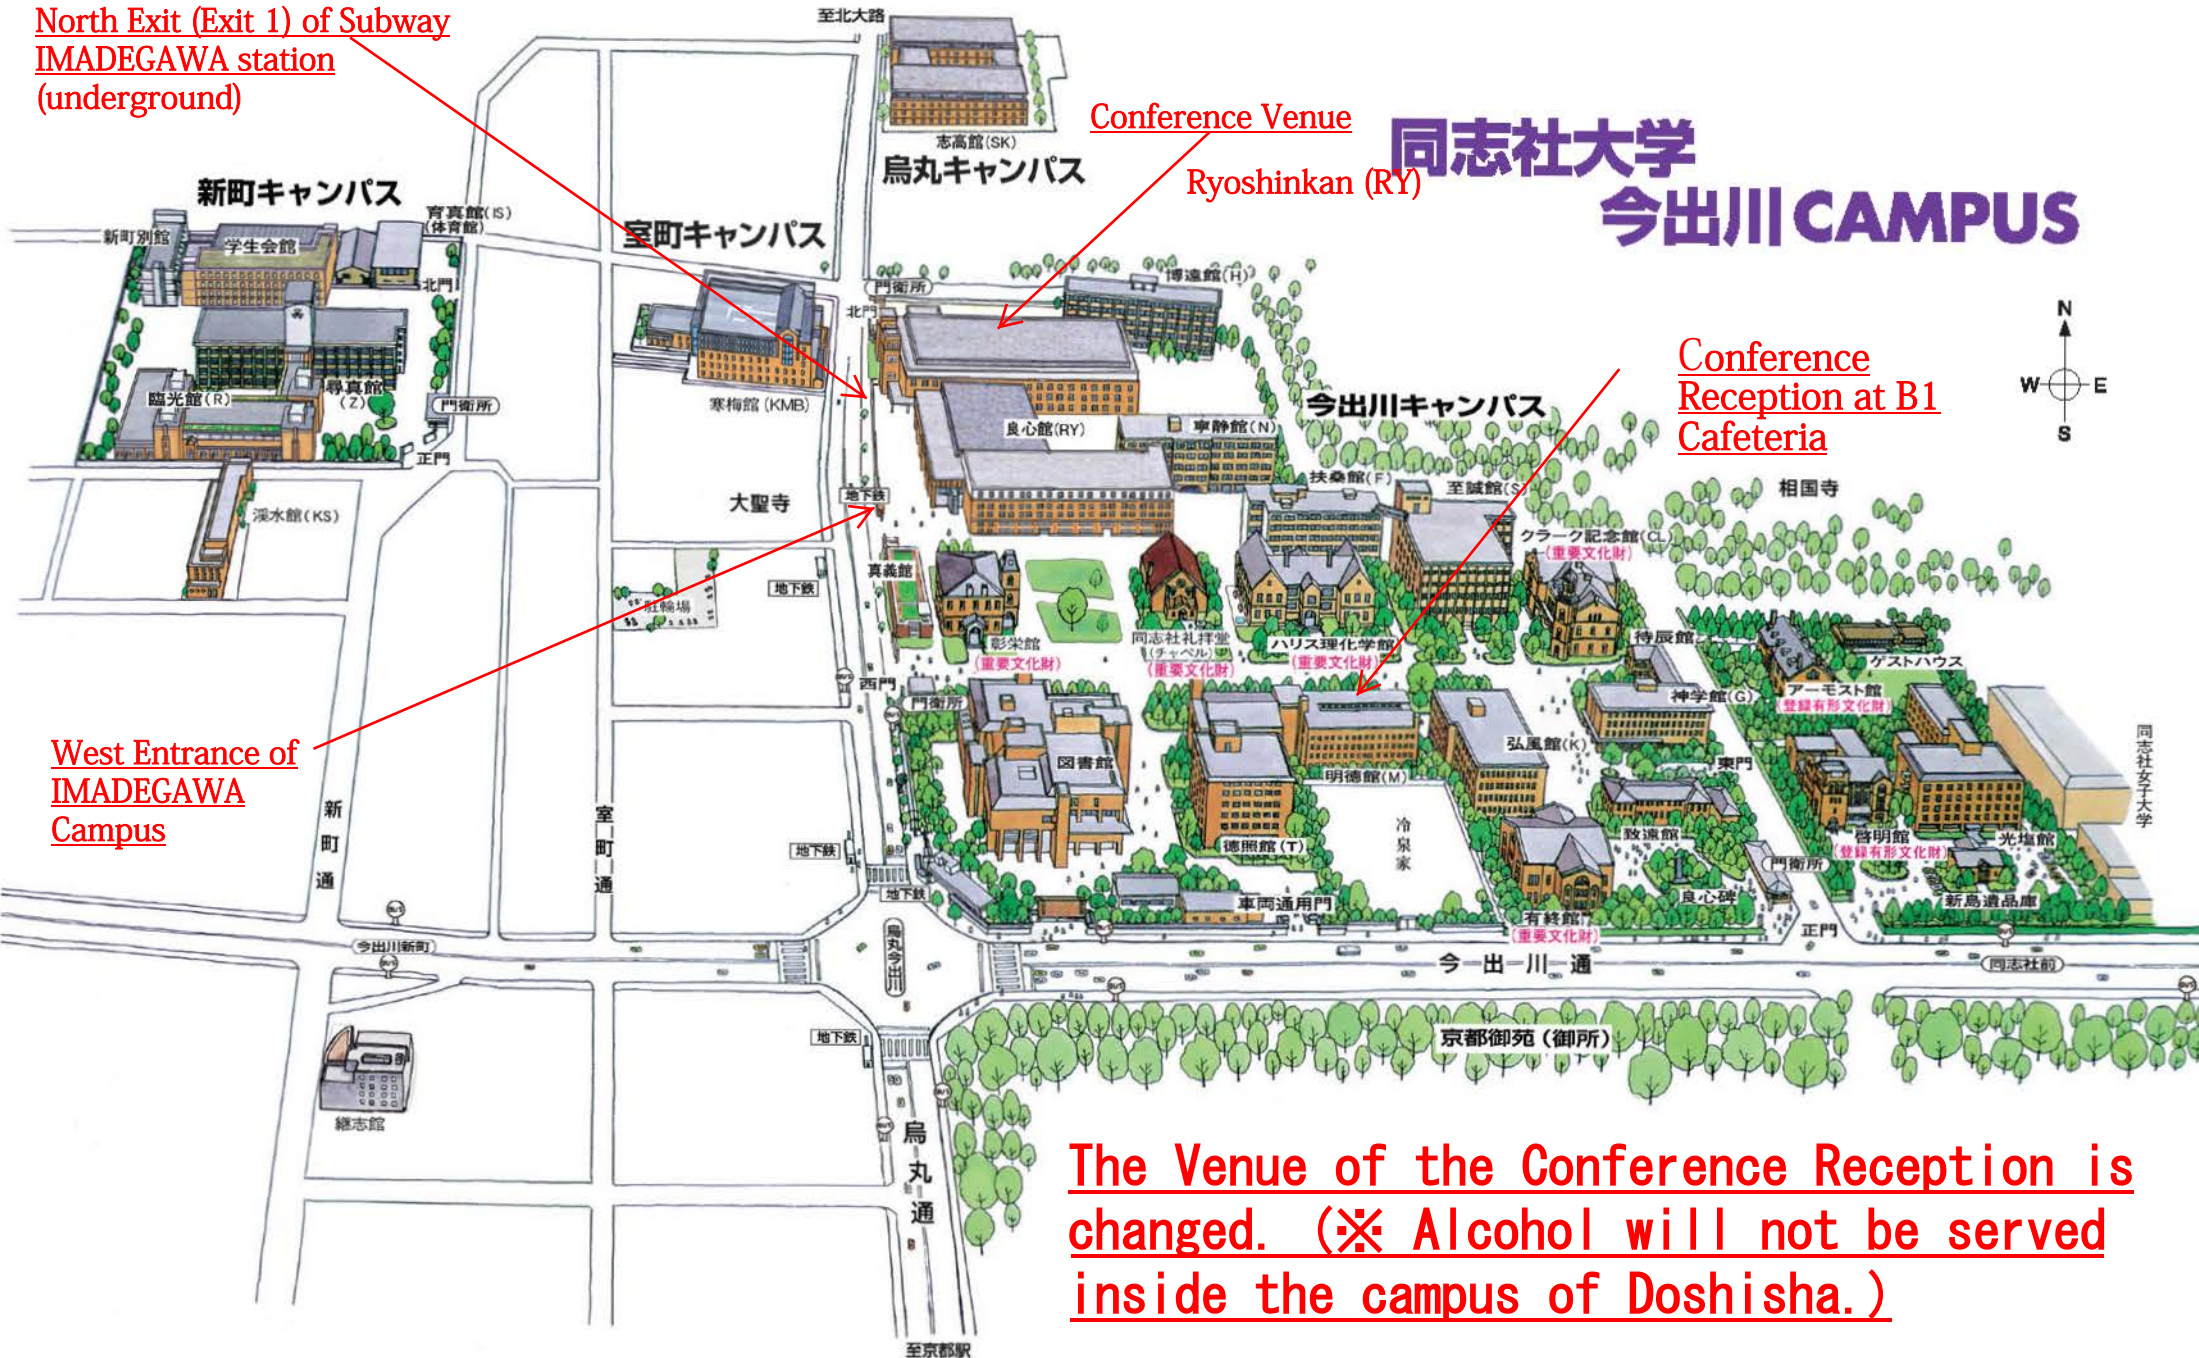 North Exit (Exit 1) of Subway
IMADEGAWA station
(underground)
至北大路
志高館(SK)
烏丸キャンパス
Conference Venue
Ryoshinkan (RY)
同志社大学
今出川 CAMPUS
新町キャンパス
育真館(IS)
(体育館)
新町別館
学生会館
北門
室町キャンパス
門衛所
北門
博遠館(H)
N
W
E
S
Conference
Reception at B1
Cafeteria
臨光館(R)
尋真館
(Z)
門衛所
正門
寒梅館(KMB)
今出川キャンパス
良心館(RY)
寧静館(N)
扶桑館(F)
至誠館(S)
相国寺
渓水館(KS)
大聖寺
地下鉄
クラーク記念館(CL)
(重要文化財)
真義館
地下鉄
駐輪場
彰栄館
(重要文化財)
同志社礼拝堂
(チャペル)
(重要文化財)
ハリス理化学館
(重要文化財)
待辰館
ゲストハウス
西門
BUS
門衛所
BUS
神学館(G)
アーモスト館
(登録有形文化財)
West Entrance of
IMADEGAWA
Campus
図書館
明徳館(M)
弘風館(K)
東門
同志社女子大学
新町通
室町通
地下鉄
徳照館(T)
冷泉家
致遠館
啓明館
(登録有形文化財)
光塩館
門衛所
地下鉄
車両通用門
良心碑
新島遺品庫
有終館
(重要文化財)
正門
BUS
今出川新町
BUS
烏丸今出川
BUS
今出川通
BUS
同志社前
BUS
BUS
地下鉄
京都御苑(御所)
継志館
BUS
BUS
烏丸通
至京都駅
The Venue of the Conference Reception is
changed. (※ Alcohol will not be served
inside the campus of Doshisha.)